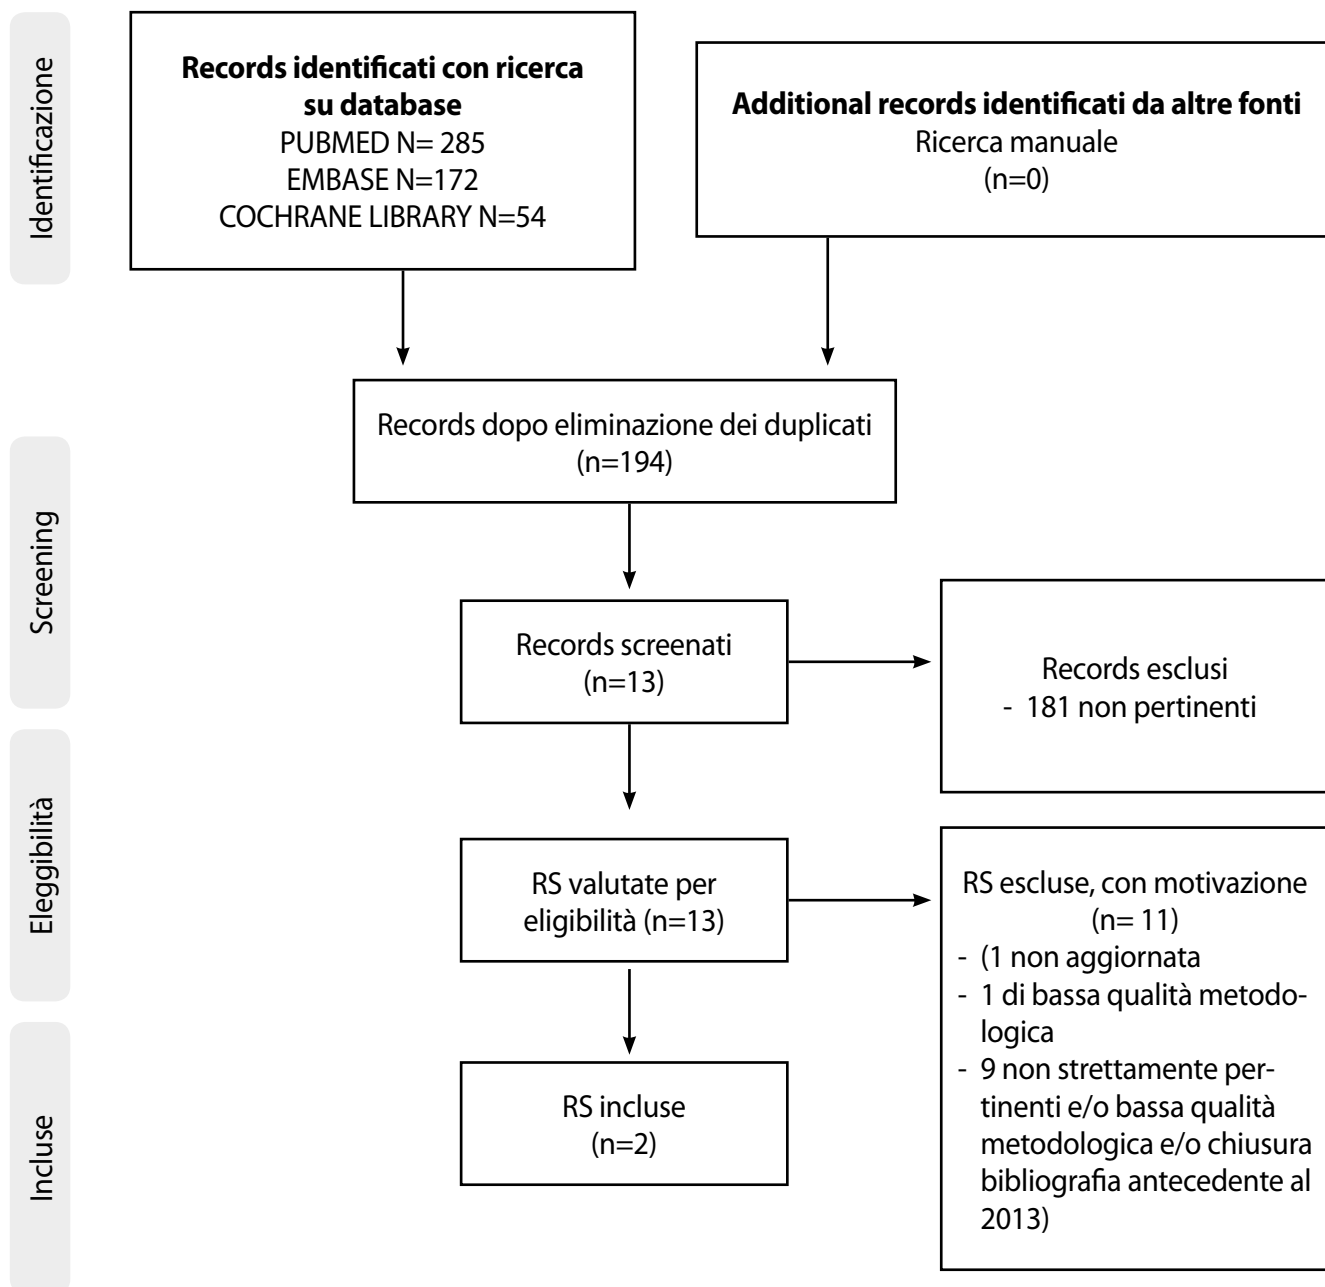 Identificazione
Records identificati con ricerca
su database
PUBMED N= 285
EMBASE N=172
COCHRANE LIBRARY N=54
Additional records identificati da altre fonti
Ricerca manuale
(n=0)
Screening
Records dopo eliminazione dei duplicati
(n=194)
Records screenati
(n=13)
Records esclusi
- 181 non pertinenti
Eleggibilità
RS valutate per
eligibilità (n=13)
RS escluse, con motivazione
(n= 11)
- (1 non aggiornata
- 1 di bassa qualità metodo-
logica
- 9 non strettamente per-
tinenti e/o bassa qualità
metodologica e/o chiusura
bibliografia antecedente al
2013)
Incluse
RS incluse
(n=2)